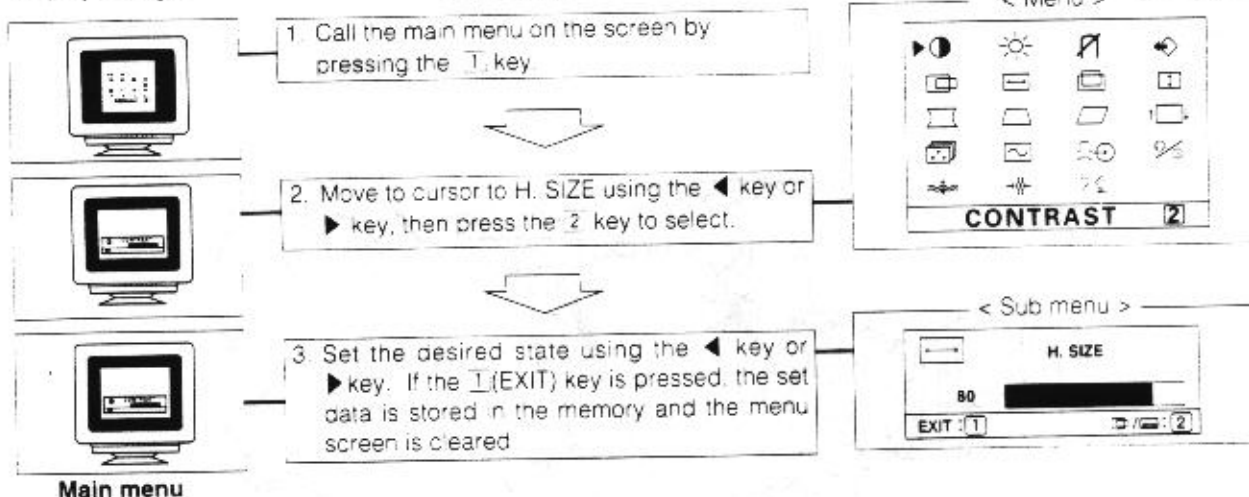 1. Call the main menu on the screen by
pressing the 1 key.
2. Move to cursor to H. SIZE using the ◀ key or
▶ key, then press the 2 key to select.
3. Set the desired state using the ◀ key or
▶ key. If the 1 (EXIT) key is pressed, the set
data is stored in the memory and the menu
screen is cleared
Main menu
< Menu >
CONTRAST 2
< Sub menu >
H. SIZE
80
EXIT : 1 / : 2